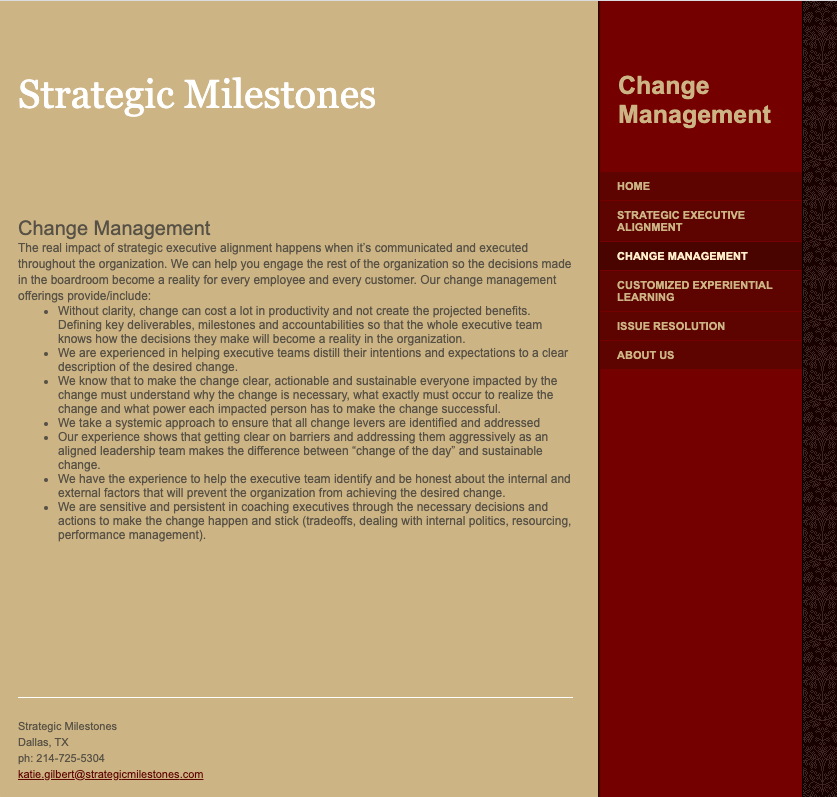 Strategic Milestones
Change Management
The real impact of strategic executive alignment happens when it’s communicated and executed
throughout the organization. We can help you engage the rest of the organization so the decisions made
in the boardroom become a reality for every employee and every customer. Our change management
offerings provide/include:
• Without clarity, change can cost a lot in productivity and not create the projected benefits.
Defining key deliverables, milestones and accountabilities so that the whole executive team
knows how the decisions they make will become a reality in the organization.
• We are experienced in helping executive teams distill their intentions and expectations to a clear
description of the desired change.
• We know that to make the change clear, actionable and sustainable everyone impacted by the
change must understand why the change is necessary, what exactly must occur to realize the
change and what power each impacted person has to make the change successful.
• We take a systemic approach to ensure that all change levers are identified and addressed
• Our experience shows that getting clear on barriers and addressing them aggressively as an
aligned leadership team makes the difference between “change of the day” and sustainable
change.
• We have the experience to help the executive team identify and be honest about the internal and
external factors that will prevent the organization from achieving the desired change.
• We are sensitive and persistent in coaching executives through the necessary decisions and
actions to make the change happen and stick (tradeoffs, dealing with internal politics, resourcing,
performance management).
Strategic Milestones
Dallas, TX
ph: 214-725-5304
katie.gilbert@strategicmilestones.com
Change
Management
HOME
STRATEGIC EXECUTIVE
ALIGNMENT
CHANGE MANAGEMENT
CUSTOMIZED EXPERIENTIAL
LEARNING
ISSUE RESOLUTION
ABOUT US